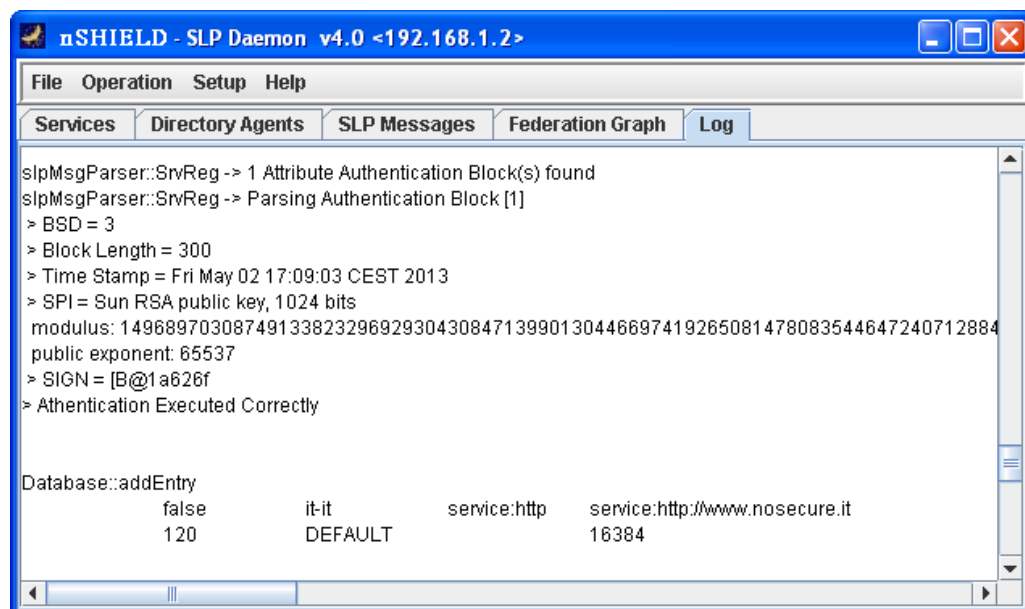 nSHIELD - SLP Daemon v4.0 <192.168.1.2>
File Operation Setup Help
Services Directory Agents SLP Messages Federation Graph Log
slpMsgParser::SrvReg -> 1 Attribute Authentication Block(s) found
slpMsgParser::SrvReg -> Parsing Authentication Block [1]
> BSD = 3
> Block Length = 300
> Time Stamp = Fri May 02 17:09:03 CEST 2013
> SPI = Sun RSA public key, 1024 bits
modulus: 149689703087491338232969293043084713990130446697419265081478083544647240712884
public exponent: 65537
> SIGN = [B@1a626f
> Athentication Executed Correctly
Database::addEntry
false it-it service:http service:http://www.nosecure.it
120 DEFAULT 16384